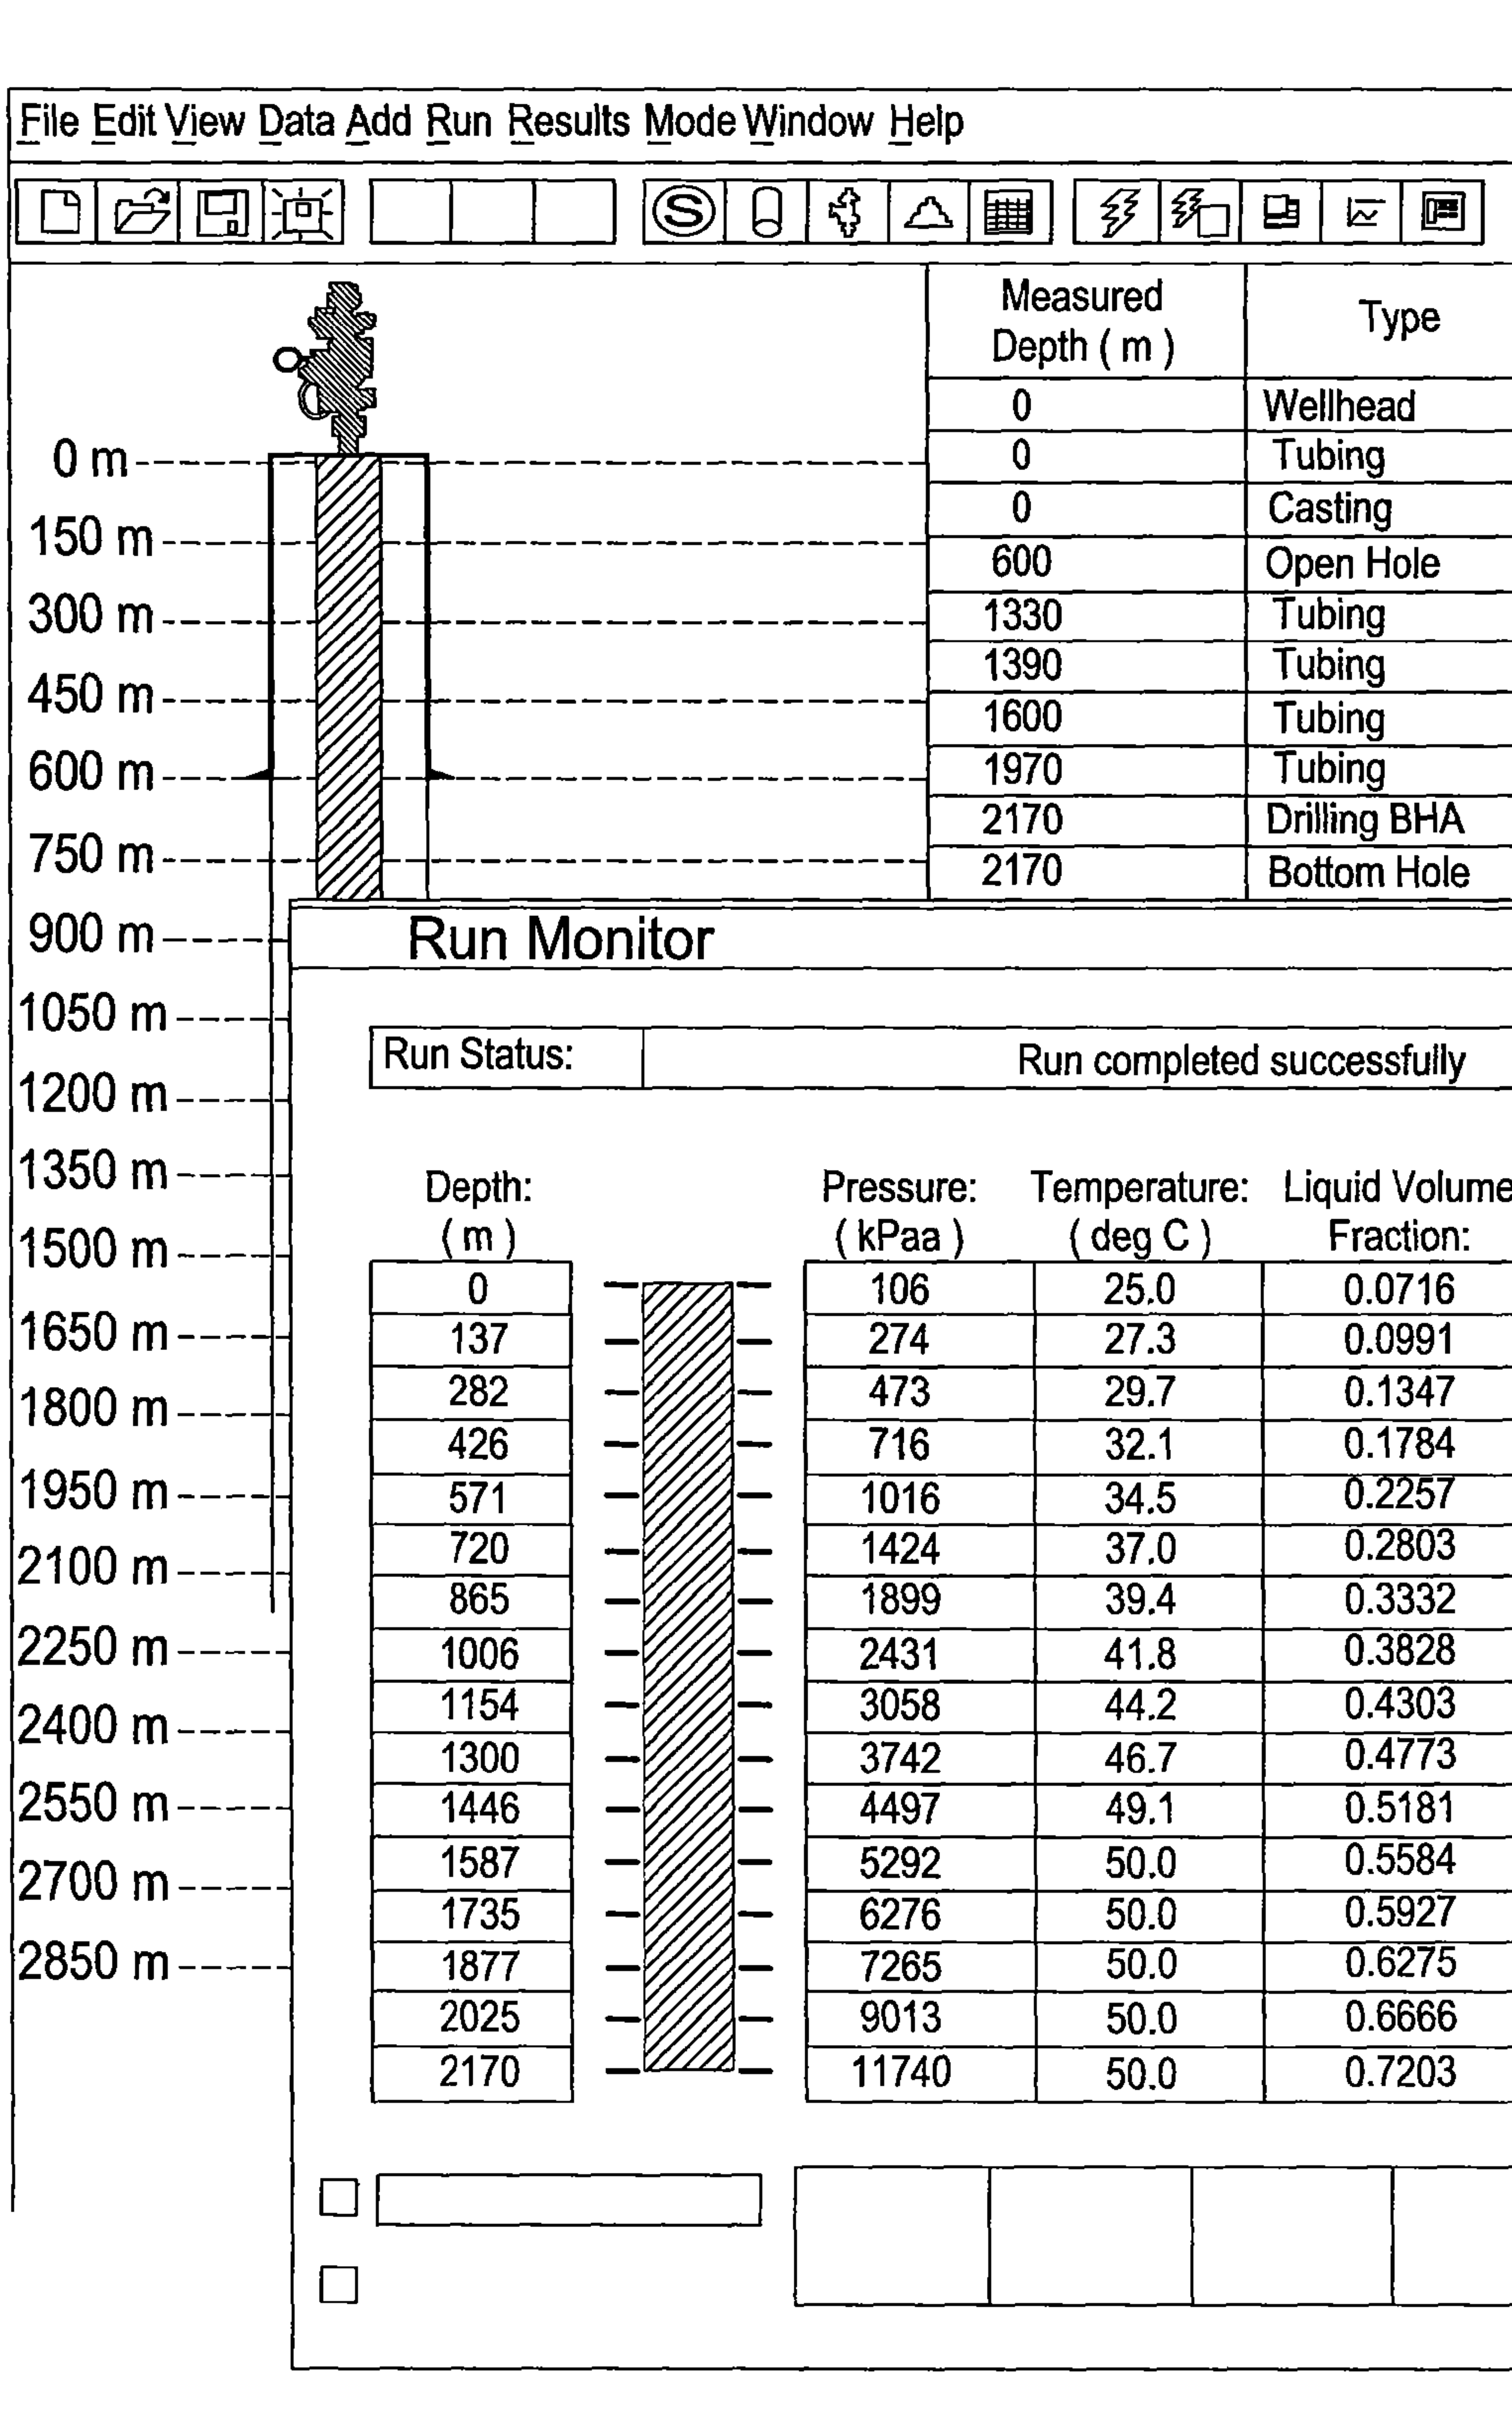 File Edit View Data Add Run Results Mode Window Help
S
Measured Depth ( m ) Type
0 Wellhead
0 Tubing
0 Casting
600 Open Hole
1330 Tubing
1390 Tubing
1600 Tubing
1970 Tubing
2170 Drilling BHA
2170 Bottom Hole
0 m
150 m
300 m
450 m
600 m
750 m
900 m
1050 m
1200 m
1350 m
1500 m
1650 m
1800 m
1950 m
2100 m
2250 m
2400 m
2550 m
2700 m
2850 m
Run Monitor
Run Status: Run completed successfully
Depth: Pressure: Temperature: Liquid Volume
( m ) ( kPaa ) ( deg C ) Fraction:
0 106 25.0 0.0716
137 274 27.3 0.0991
282 473 29.7 0.1347
426 716 32.1 0.1784
571 1016 34.5 0.2257
720 1424 37.0 0.2803
865 1899 39.4 0.3332
1006 2431 41.8 0.3828
1154 3058 44.2 0.4303
1300 3742 46.7 0.4773
1446 4497 49.1 0.5181
1587 5292 50.0 0.5584
1735 6276 50.0 0.5927
1877 7265 50.0 0.6275
2025 9013 50.0 0.6666
2170 11740 50.0 0.7203